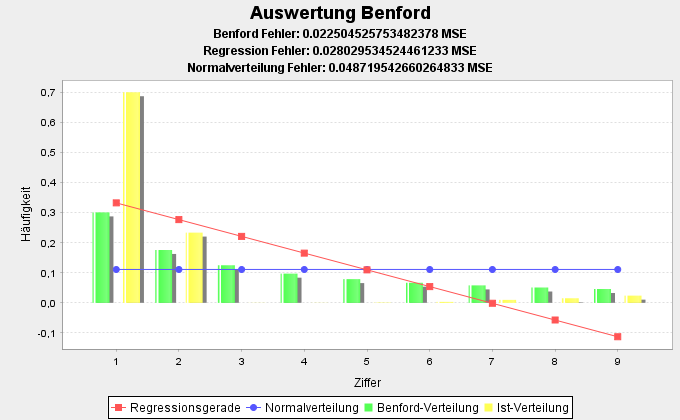 Auswertung Benford
Benford Fehler: 0.022504525753482378 MSE
Regression Fehler: 0.028029534524461233 MSE
Normalverteilung Fehler: 0.048719542660264833 MSE
0,7
0,6
0,5
0,4
0,3
0,2
0,1
0,0
-0,1
Häufigkeit
1 2 3 4 5 6 7 8 9
Ziffer
Regressionsgerade Normalverteilung Benford-Verteilung Ist-Verteilung